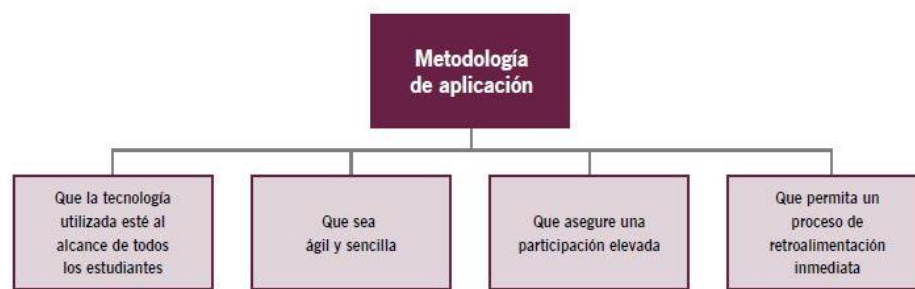 Metodología
de aplicación
Que la tecnología
utilizada esté al
alcance de todos
los estudiantes
Que sea
ágil y sencilla
Que asegure una
participación elevada
Que permita un
proceso de
retroalimentación
inmediata